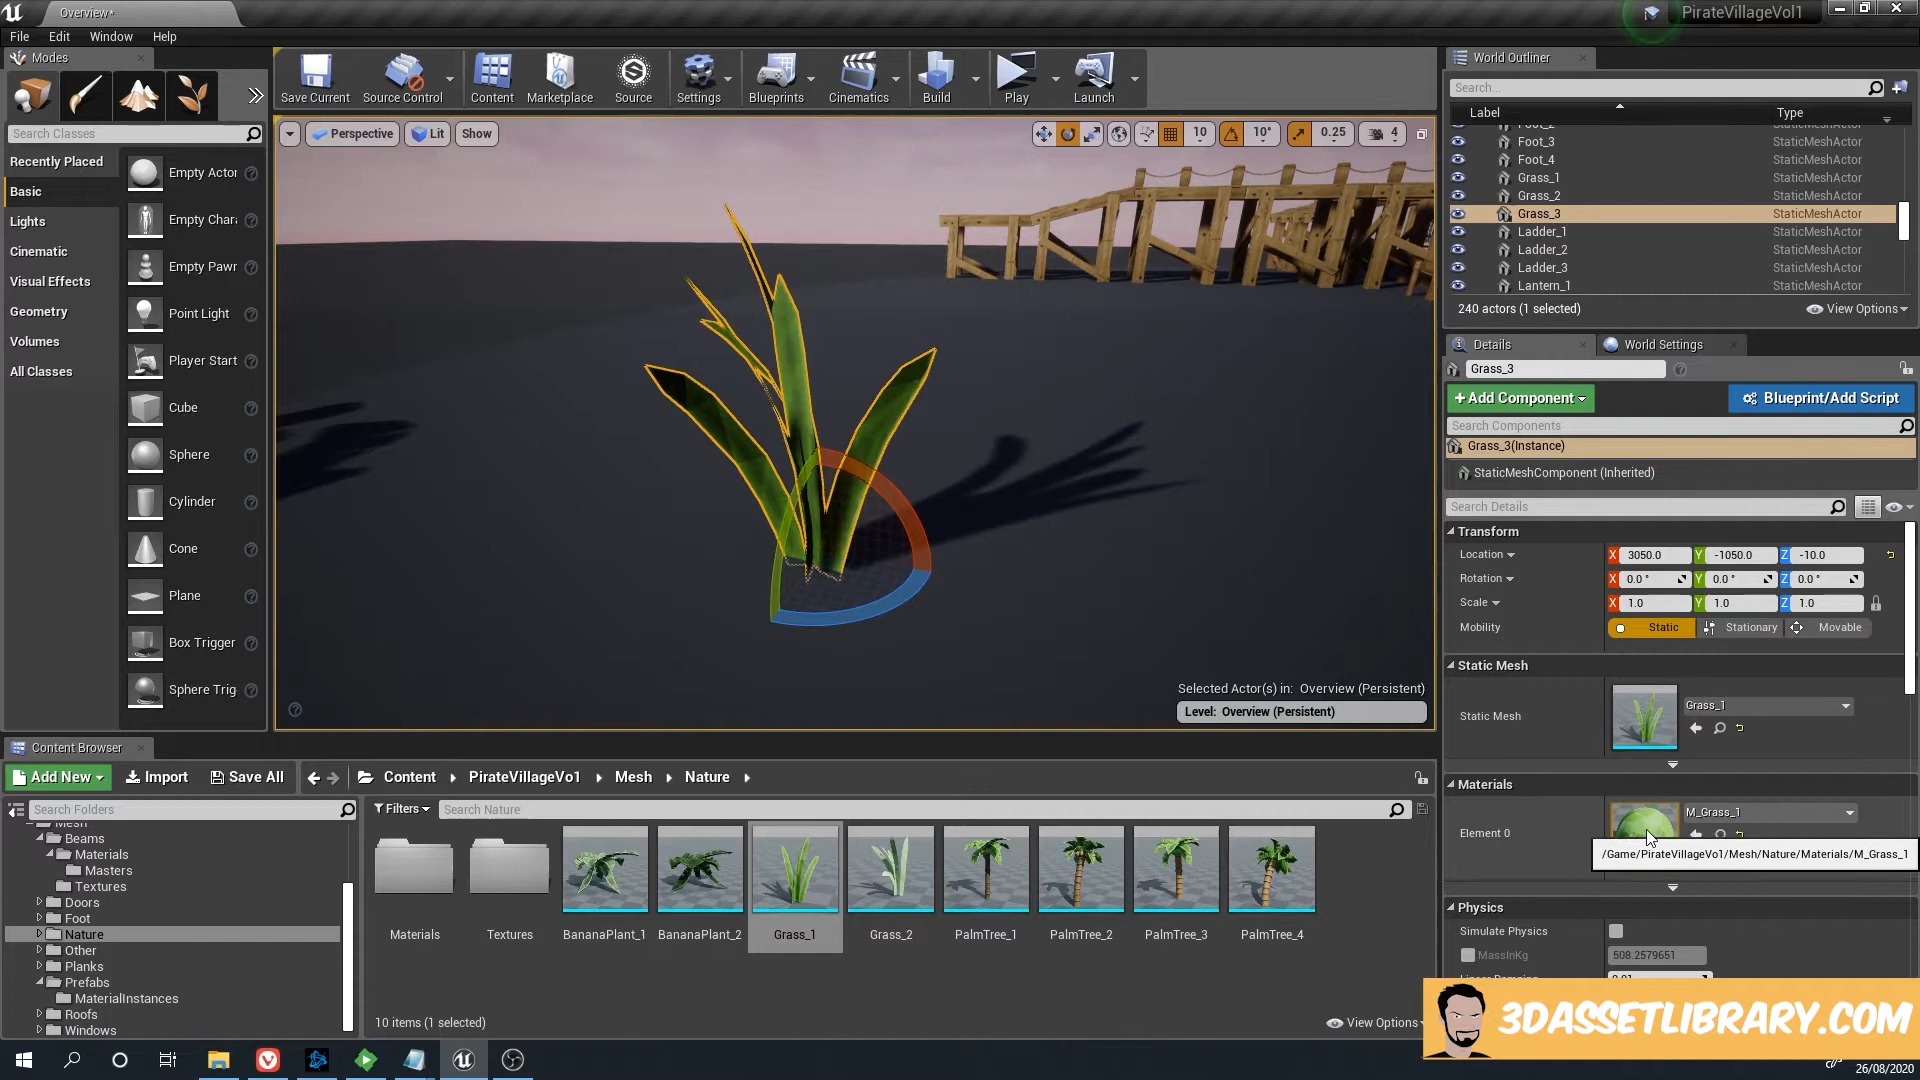 Overview*
PirateVillageVol1
File Edit Window Help
Modes
Save Current
Source Control
Content
Marketplace
Source
Settings
Blueprints
Cinematics
Build
Play
Launch
Search Classes
Recently Placed
Basic
Lights
Cinematic
Visual Effects
Geometry
Volumes
All Classes
Empty Actor
Empty Chara
Empty Pawn
Point Light
Player Start
Cube
Sphere
Cylinder
Cone
Plane
Box Trigger
Sphere Trig
Perspective
Lit
Show
10
10°
0.25
4
Selected Actor(s) in: Overview (Persistent)
Level: Overview (Persistent)
World Outliner
Search...
Label Type
Foot_2 StaticMeshActor
Foot_3 StaticMeshActor
Foot_4 StaticMeshActor
Grass_1 StaticMeshActor
Grass_2 StaticMeshActor
Grass_3 StaticMeshActor
Ladder_1 StaticMeshActor
Ladder_2 StaticMeshActor
Ladder_3 StaticMeshActor
Lantern_1 StaticMeshActor
240 actors (1 selected)
View Options
Details
World Settings
Grass_3
+Add Component
Blueprint/Add Script
Search Components
Grass_3(Instance)
StaticMeshComponent (Inherited)
Search Details
Transform
Location X 3050.0 Y -1050.0 Z -10.0
Rotation X 0.0 ° Y 0.0 ° Z 0.0 °
Scale X 1.0 Y 1.0 Z 1.0
Mobility Static Stationary Movable
Static Mesh
Static Mesh Grass_1
Materials
Element 0 M_Grass_1
/Game/PirateVillageVo1/Mesh/Nature/Materials/M_Grass_1
Physics
Simulate Physics
MassInKg 508.2579651
Content Browser
Add New
Import
Save All
Content
PirateVillageVo1
Mesh
Nature
Search Folders
Filters
Search Nature
Mesh
Beams
Materials
Masters
Textures
Doors
Foot
Nature
Other
Planks
Prefabs
MaterialInstances
Roofs
Windows
Materials
Textures
BananaPlant_1
BananaPlant_2
Grass_1
Grass_2
PalmTree_1
PalmTree_2
PalmTree_3
PalmTree_4
10 items (1 selected)
View Options
3DASSETLIBRARY.COM
26/08/2020